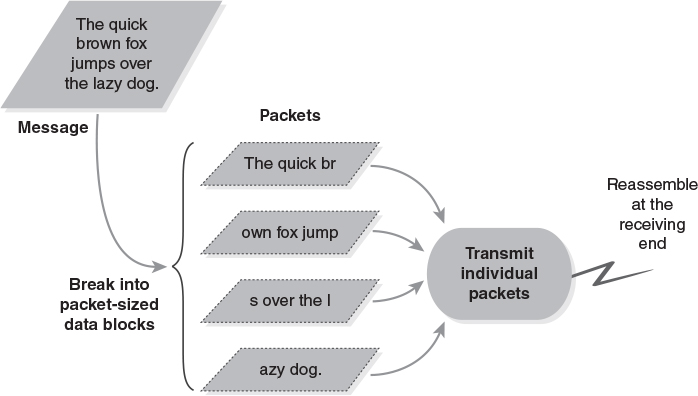 The quick
brown fox
jumps over
the lazy dog.
Message
Packets
The quick br
own fox jump
s over the l
azy dog.
Break into
packet-sized
data blocks
Transmit
individual
packets
Reassemble
at the
receiving
end